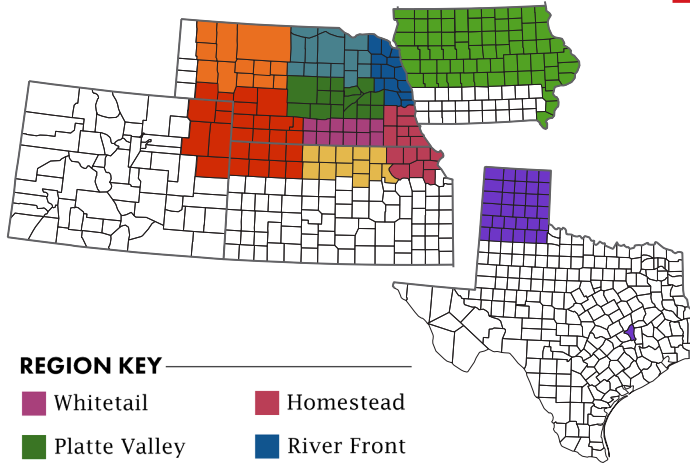 REGION KEY
Whitetail
Homestead
Platte Valley
River Front